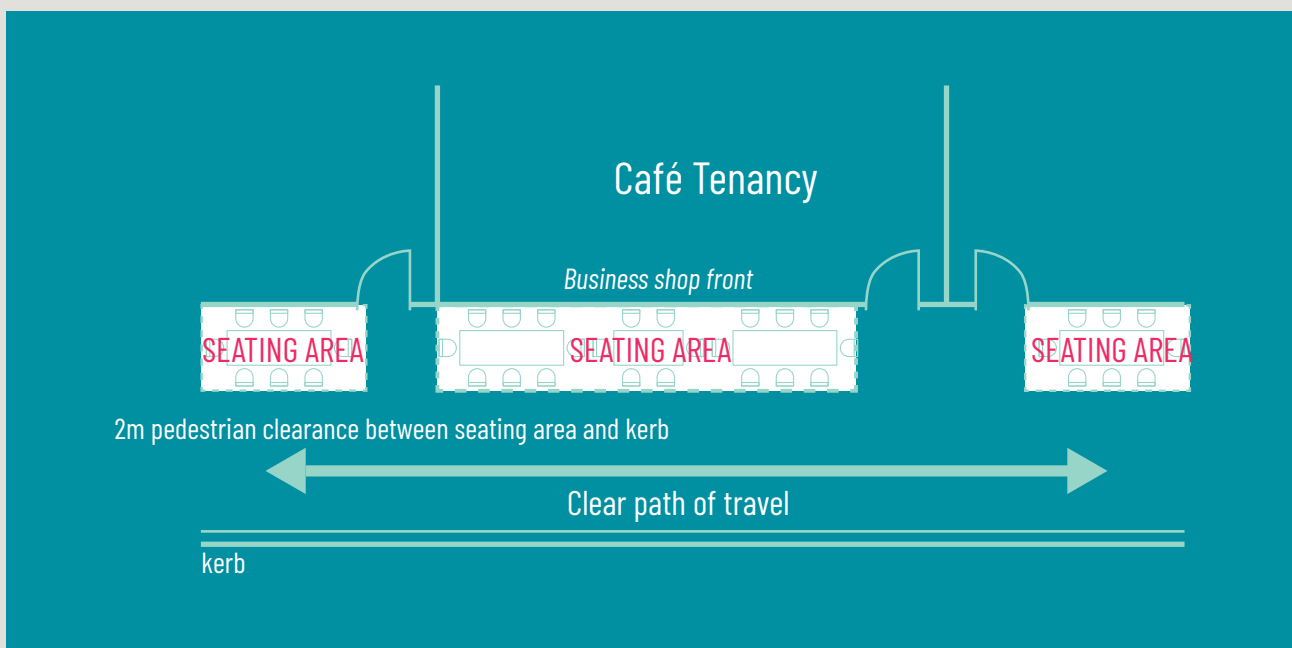 Café Tenancy
Business shop front
SEATING AREA
SEATING AREA
SEATING AREA
2m pedestrian clearance between seating area and kerb
Clear path of travel
kerb